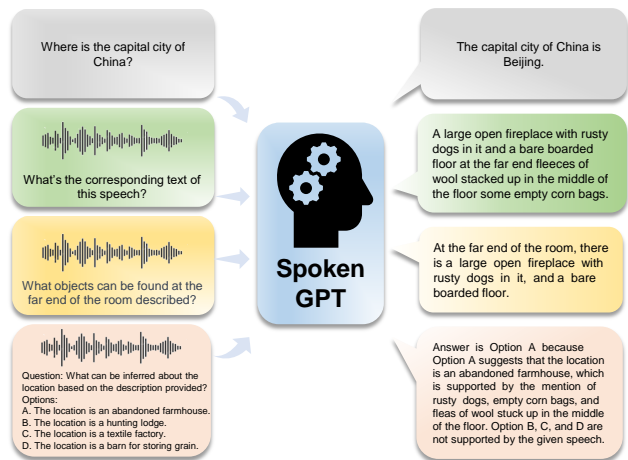 Where is the capital city of
China?
The capital city of China is
Beijing.
What's the corresponding text of
this speech?
A large open fireplace with rusty
dogs in it and a bare boarded
floor at the far end fleeces of
wool stacked up in the middle of
the floor some empty corn bags.
Spoken
GPT
What objects can be found at the
far end of the room described?
At the far end of the room, there
is a large open fireplace with
rusty dogs in it, and a bare
boarded floor.
Question: What can be inferred about the
location based on the description provided?
Options:
A. The location is an abandoned farmhouse.
B. The location is a hunting lodge.
C. The location is a textile factory.
D. The location is a barn for storing grain.
Answer is Option A because
Option A suggests that the location
is an abandoned farmhouse, which
is supported by the mention of
rusty dogs, empty corn bags, and
fleas of wool stuck up in the middle
of the floor. Option B, C, and D are
not supported by the given speech.